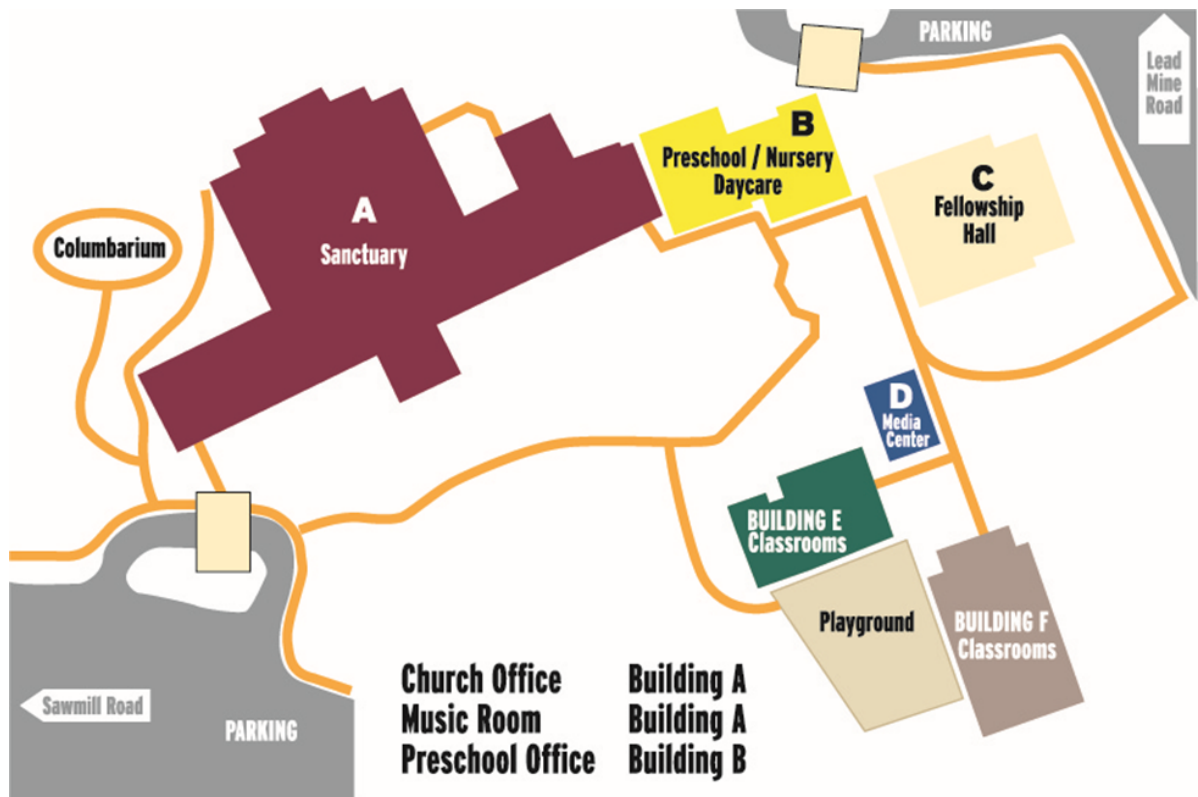 PARKING
Lead
Mine
Road
B
Preschool / Nursery
Daycare
C
Fellowship
Hall
A
Sanctuary
Columbarium
D
Media
Center
BUILDING E
Classrooms
Playground
BUILDING F
Classrooms
Sawmill Road
PARKING
Church Office Building A
Music Room Building A
Preschool Office Building B